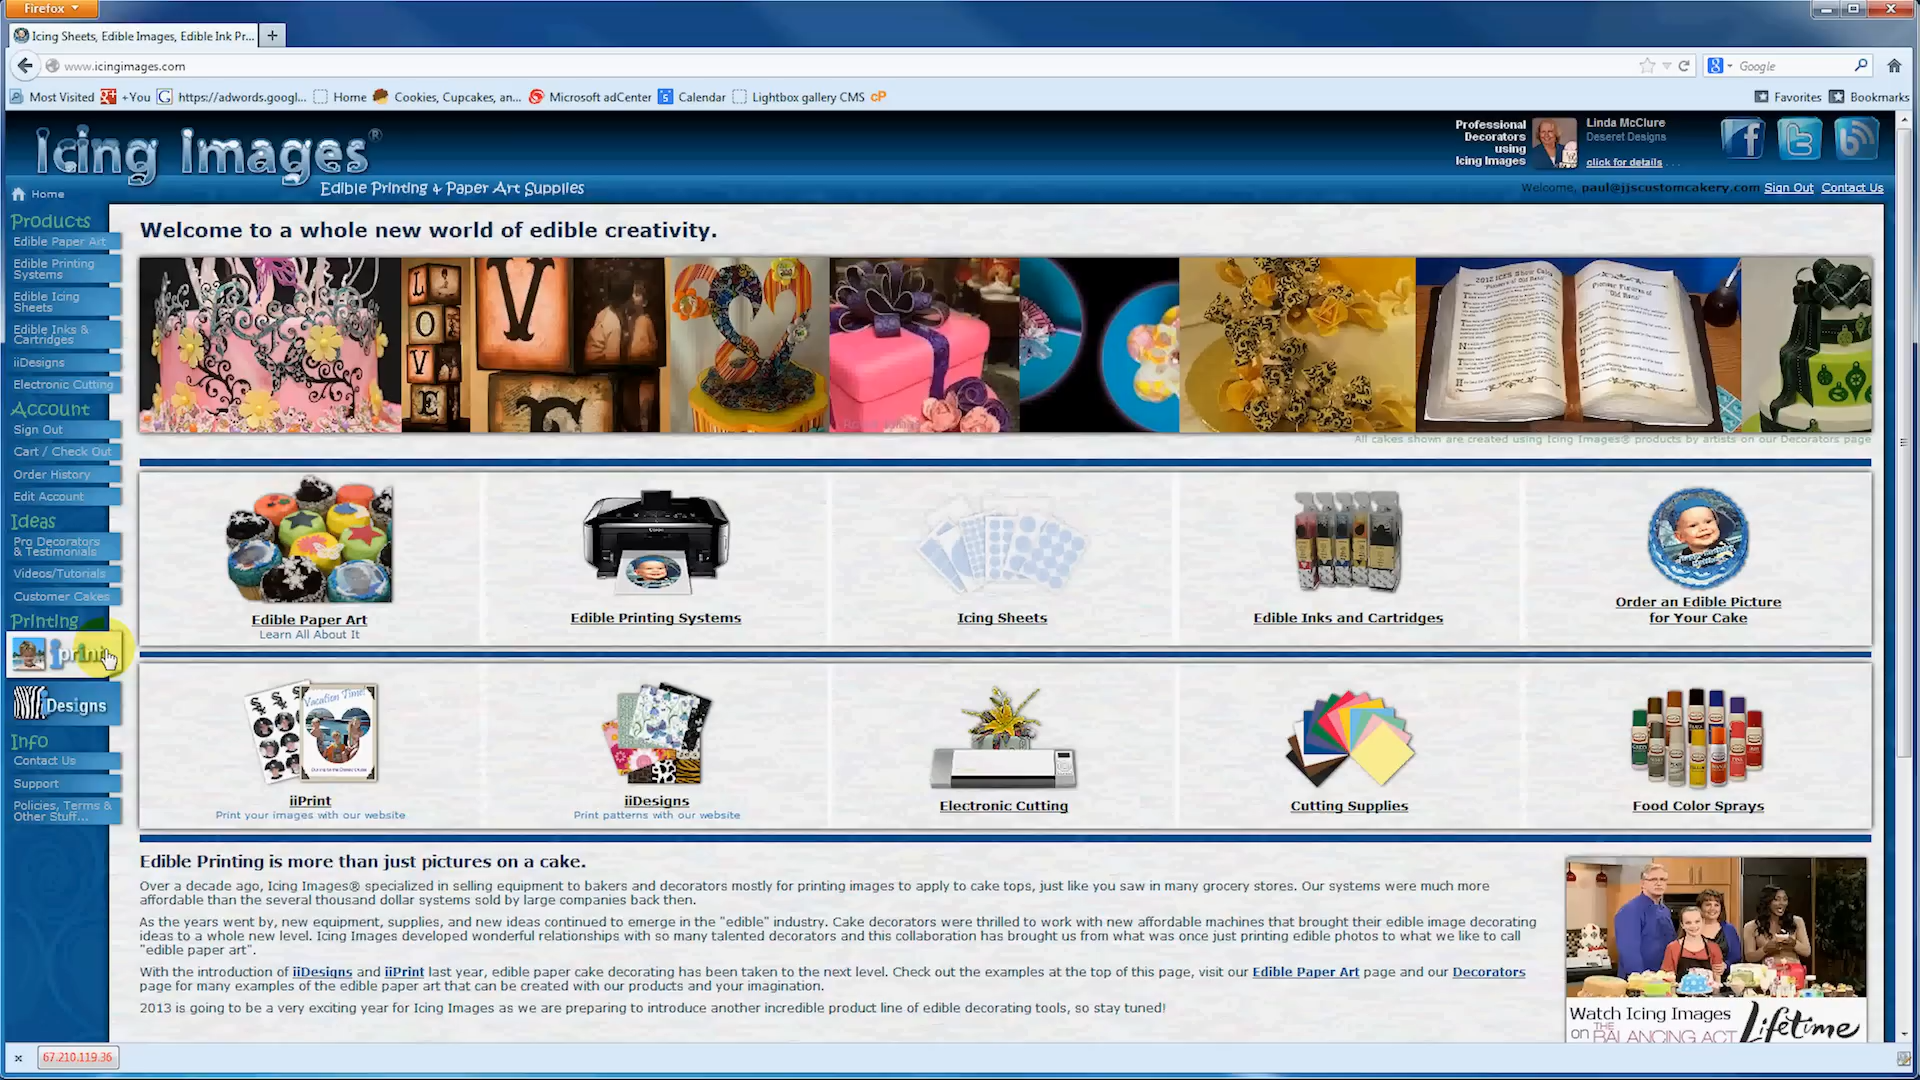 Firefox
Icing Sheets, Edible Images, Edible Ink Pr...
www.icingimages.com
Google
Most Visited
+You
https://adwords.googl...
Home
Cookies, Cupcakes, an...
Microsoft adCenter
Calendar
Lightbox gallery CMS
cP
Favorites
Bookmarks
Icing Images®
Edible Printing & Paper Art Supplies
Professional
Decorators
using
Icing Images
Linda McClure
Deseret Designs
click for details . . .
Welcome, paul@jjscustomcakery.com Sign Out Contact Us
Home
Products
Edible Paper Art
Edible Printing
Systems
Edible Icing
Sheets
Edible Inks &
Cartridges
iiDesigns
Electronic Cutting
Account
Sign Out
Cart / Check Out
Order History
Edit Account
Ideas
Pro Decorators
& Testimonials
Videos/Tutorials
Customer Cakes
Printing
iprint
Designs
Info
Contact Us
Support
Policies, Terms &
Other Stuff...
Welcome to a whole new world of edible creativity.
LOVE
V
2012 ICES Show Cake
All cakes shown are created using Icing Images® products by artists on our Decorators page
Edible Paper Art
Learn All About It
Edible Printing Systems
Icing Sheets
Edible Inks and Cartridges
Order an Edible Picture
for Your Cake
Vacation Time!
iiPrint
Print your images with our website
iiDesigns
Print patterns with our website
Electronic Cutting
Cutting Supplies
Food Color Sprays
Edible Printing is more than just pictures on a cake.
Over a decade ago, Icing Images® specialized in selling equipment to bakers and decorators mostly for printing images to apply to cake tops, just like you saw in many grocery stores. Our systems were much more
affordable than the several thousand dollar systems sold by large companies back then.
As the years went by, new equipment, supplies, and new ideas continued to emerge in the "edible" industry. Cake decorators were thrilled to work with new affordable machines that brought their edible image decorating
ideas to a whole new level. Icing Images developed wonderful relationships with so many talented decorators and this collaboration has brought us from what was once just printing edible photos to what we like to call
"edible paper art".
With the introduction of iiDesigns and iiPrint last year, edible paper cake decorating has been taken to the next level. Check out the examples at the top of this page, visit our Edible Paper Art page and our Decorators
page for many examples of the edible paper art that can be created with our products and your imagination.
2013 is going to be a very exciting year for Icing Images as we are preparing to introduce another incredible product line of edible decorating tools, so stay tuned!
Watch Icing Images
on THE BALANCING ACT
Lifetime
67.210.119.36